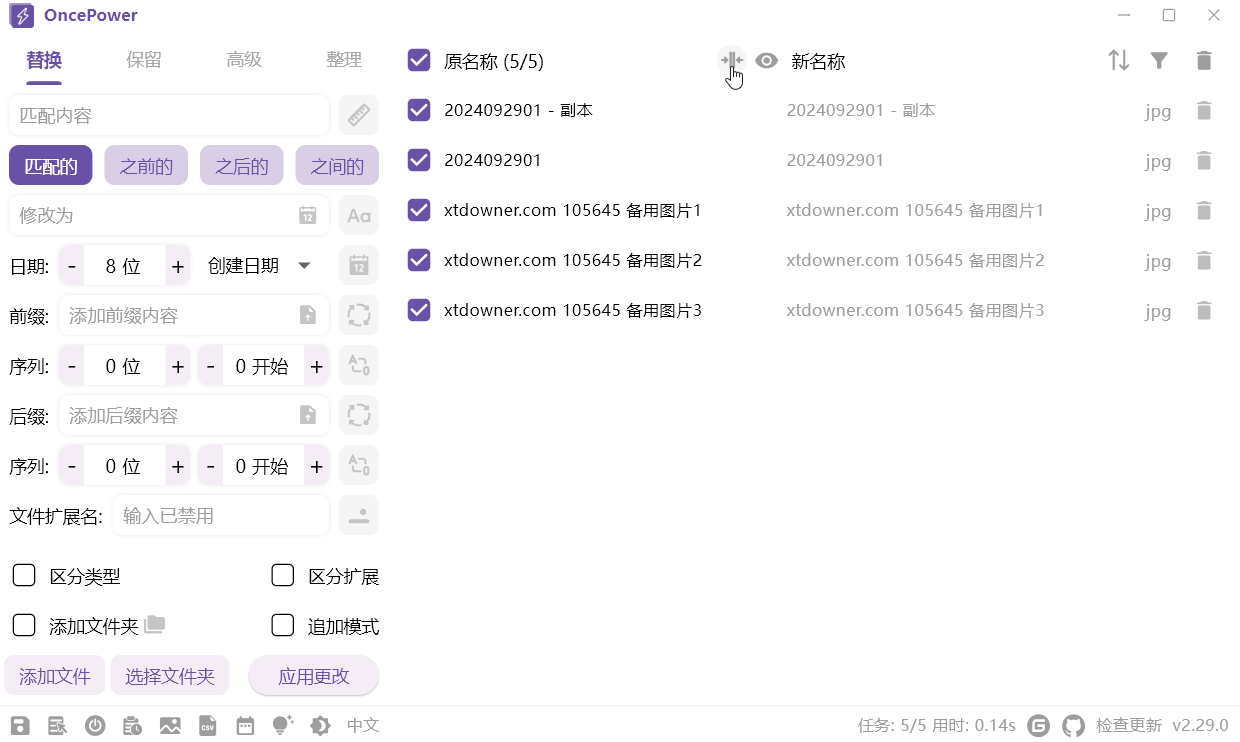 OncePower
替换 保留 高级 整理
匹配内容
匹配的 之前的 之后的 之间的
修改为 12 Aa
日期: - 8 位 + 创建日期 12
前缀: 添加前缀内容
序列: - 0 位 + - 0 开始 + A 0
后缀: 添加后缀内容
序列: - 0 位 + - 0 开始 + A 0
文件扩展名: 输入已禁用
区分类型 区分扩展
添加文件夹 追加模式
添加文件 选择文件夹 应用更改
原名称 (5/5) 新名称
2024092901 - 副本 2024092901 - 副本 jpg
2024092901 2024092901 jpg
xtdowner.com 105645 备用图片1 xtdowner.com 105645 备用图片1 jpg
xtdowner.com 105645 备用图片2 xtdowner.com 105645 备用图片2 jpg
xtdowner.com 105645 备用图片3 xtdowner.com 105645 备用图片3 jpg
CSV 中文 任务: 5/5 用时: 0.14s G 检查更新 v2.29.0